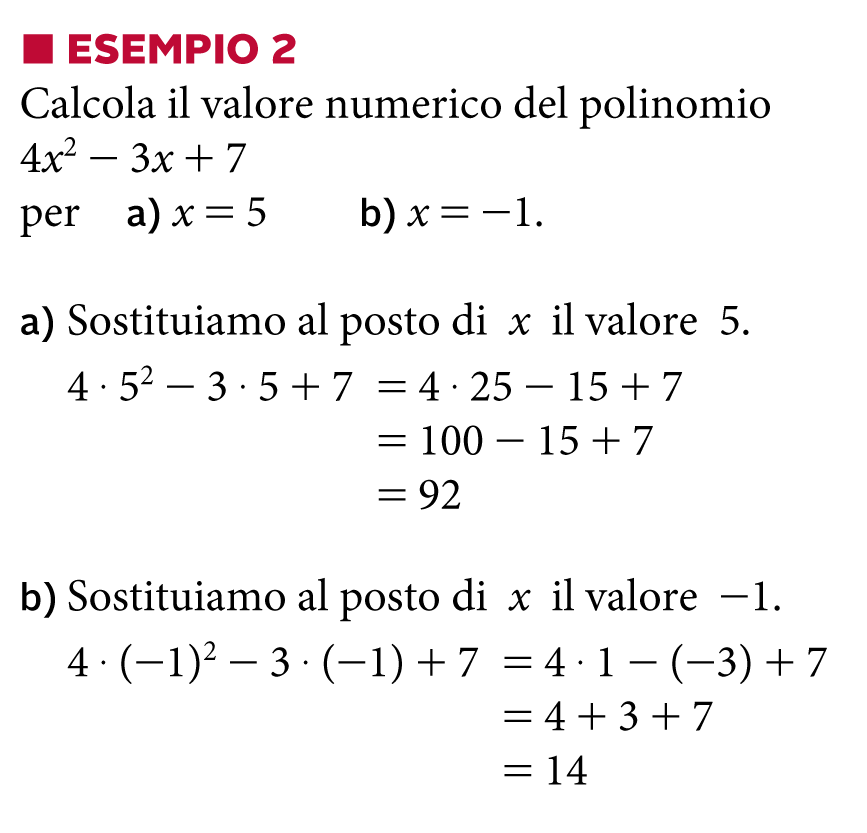 ■ ESEMPIO 2
Calcola il valore numerico del polinomio
4x² − 3x + 7
per a) x = 5 b) x = −1.
a) Sostituiamo al posto di x il valore 5.
4 · 5² − 3 · 5 + 7 = 4 · 25 − 15 + 7
= 100 − 15 + 7
= 92
b) Sostituiamo al posto di x il valore −1.
4 · (−1)² − 3 · (−1) + 7 = 4 · 1 − (−3) + 7
= 4 + 3 + 7
= 14